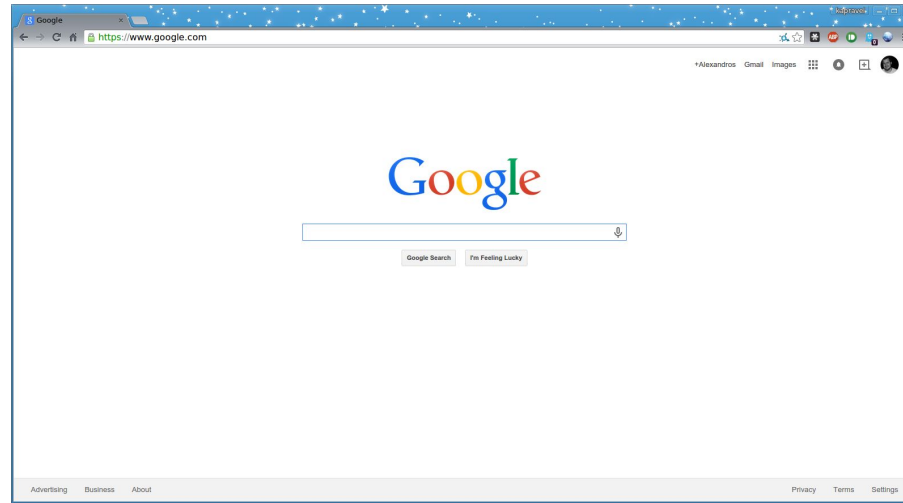 Google
https://www.google.com
+Alexandros Gmail Images
Google
Google Search I'm Feeling Lucky
Advertising Business About Privacy Terms Settings